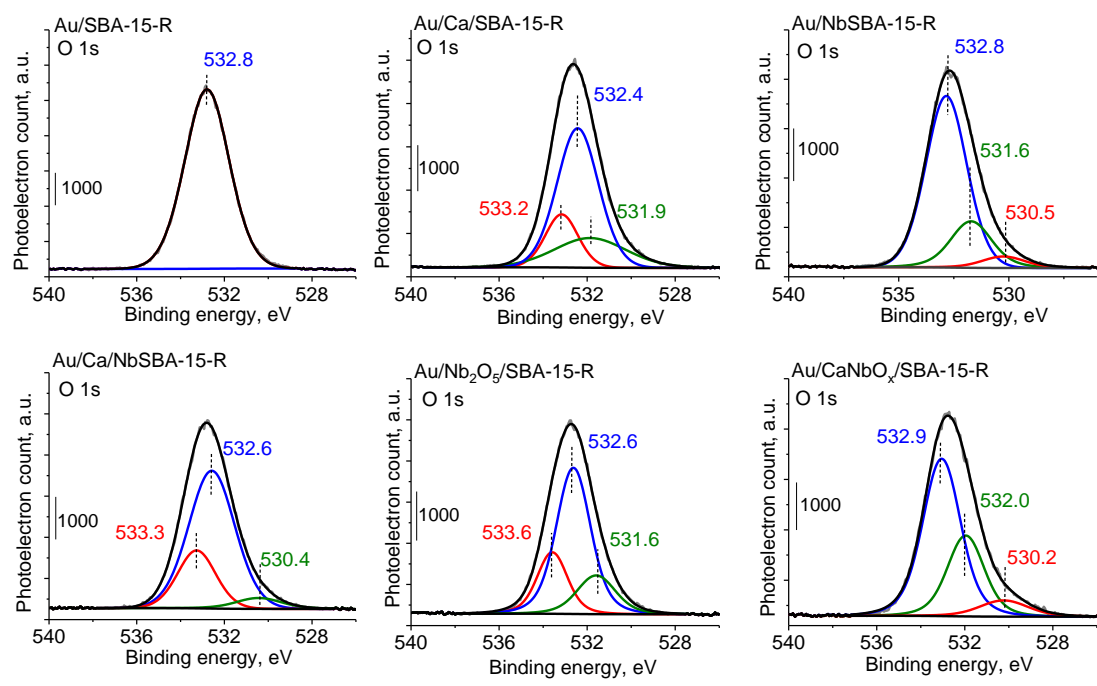 Au/SBA-15-R
O 1s
532.8
1000
Photoelectron count, a.u.
540 536 532 528
Binding energy, eV
Au/Ca/SBA-15-R
O 1s
532.4
533.2
531.9
1000
Photoelectron count, a.u.
540 536 532 528
Binding energy, eV
Au/NbSBA-15-R
O 1s
532.8
531.6
530.5
1000
Photoelectron count, a.u.
540 535 530
Binding energy, eV
Au/Ca/NbSBA-15-R
O 1s
532.6
533.3
530.4
1000
Photoelectron count, a.u.
540 536 532 528
Binding energy, eV
Au/Nb₂O₅/SBA-15-R
O 1s
532.6
533.6
531.6
1000
Photoelectron count, a.u.
540 536 532 528
Binding energy, eV
Au/CaNbOₓ/SBA-15-R
O 1s
532.9
532.0
530.2
1000
Photoelectron count, a.u.
540 535 530
Binding energy, eV